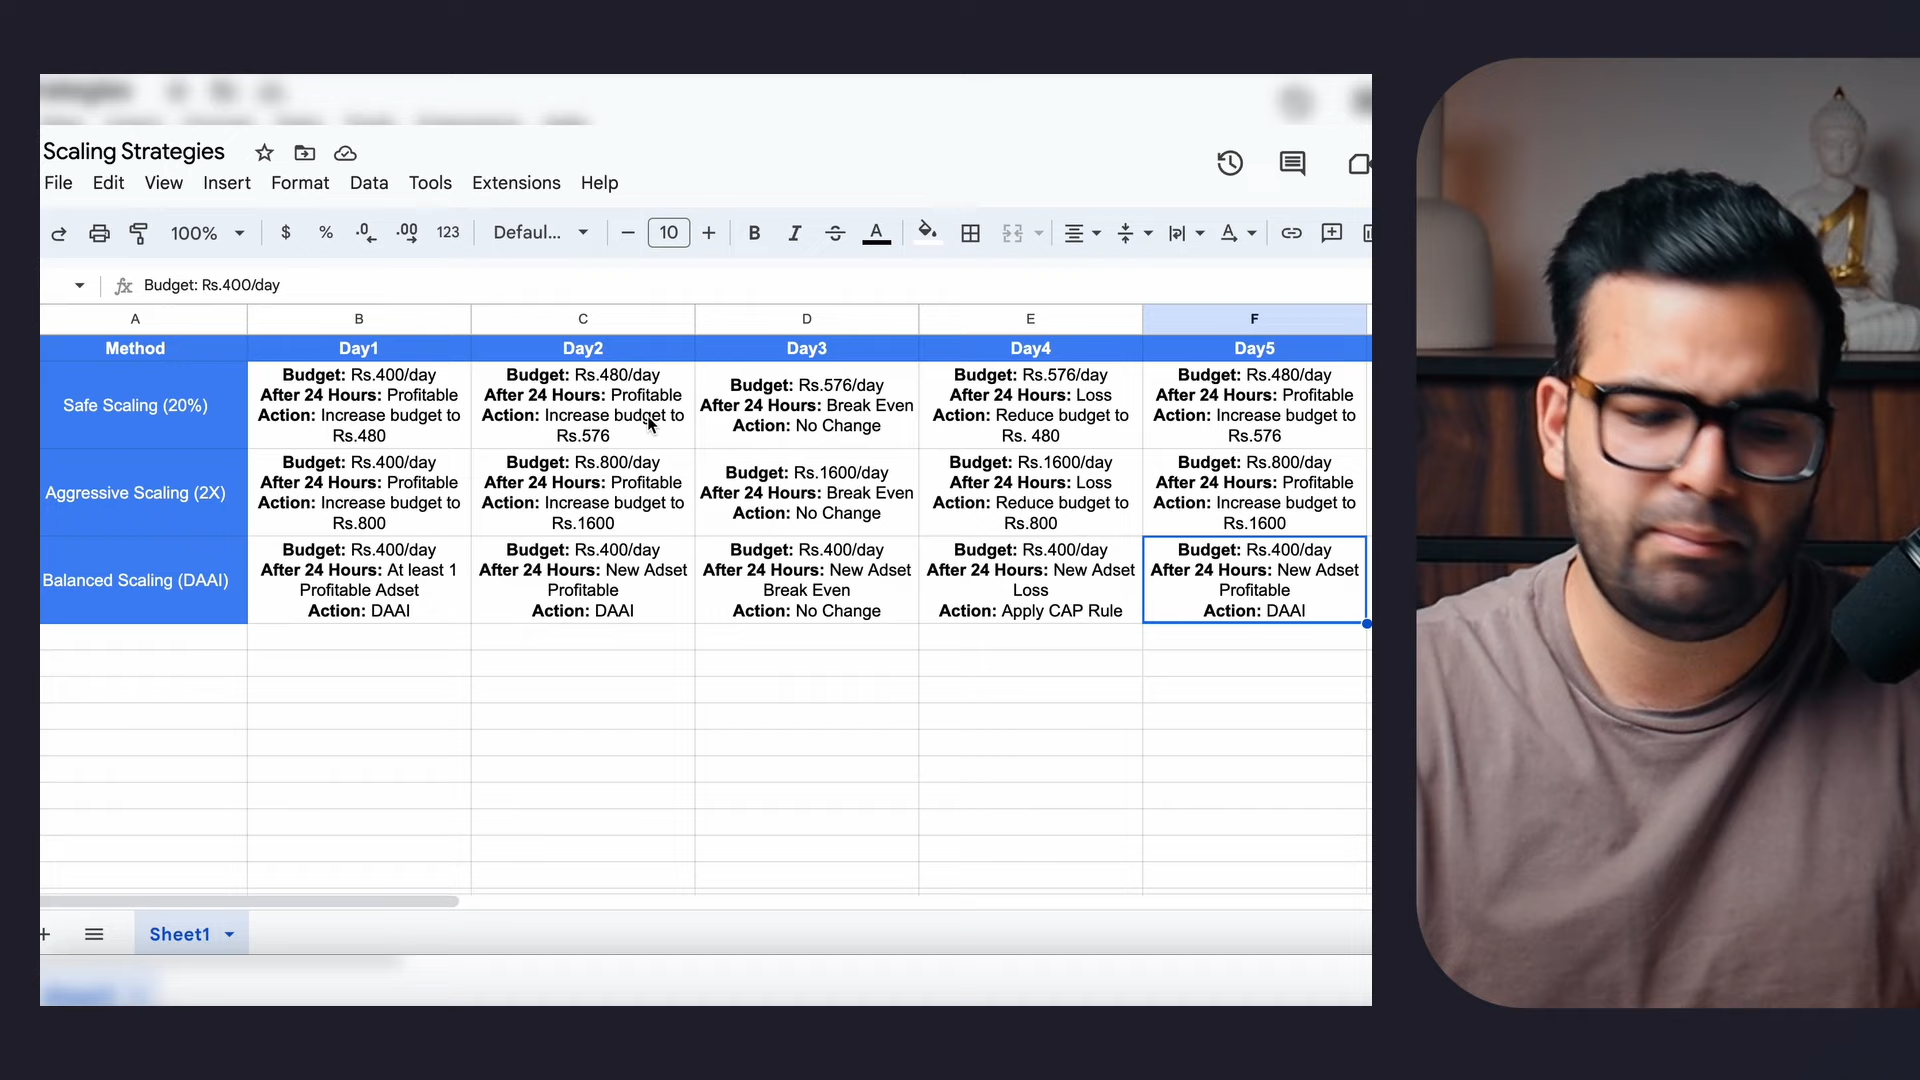 Scaling Strategies
File Edit View Insert Format Data Tools Extensions Help
100% $ % .0 .00 123 Defaul... 10 B I A
fx Budget: Rs.400/day
A B C D E F
Method Day1 Day2 Day3 Day4 Day5
Safe Scaling (20%)
Budget: Rs.400/day
After 24 Hours: Profitable
Action: Increase budget to
Rs.480
Budget: Rs.480/day
After 24 Hours: Profitable
Action: Increase budget to
Rs.576
Budget: Rs.576/day
After 24 Hours: Break Even
Action: No Change
Budget: Rs.576/day
After 24 Hours: Loss
Action: Reduce budget to
Rs. 480
Budget: Rs.480/day
After 24 Hours: Profitable
Action: Increase budget to
Rs.576
Aggressive Scaling (2X)
Budget: Rs.400/day
After 24 Hours: Profitable
Action: Increase budget to
Rs.800
Budget: Rs.800/day
After 24 Hours: Profitable
Action: Increase budget to
Rs.1600
Budget: Rs.1600/day
After 24 Hours: Break Even
Action: No Change
Budget: Rs.1600/day
After 24 Hours: Loss
Action: Reduce budget to
Rs.800
Budget: Rs.800/day
After 24 Hours: Profitable
Action: Increase budget to
Rs.1600
Balanced Scaling (DAAI)
Budget: Rs.400/day
After 24 Hours: At least 1
Profitable Adset
Action: DAAI
Budget: Rs.400/day
After 24 Hours: New Adset
Profitable
Action: DAAI
Budget: Rs.400/day
After 24 Hours: New Adset
Break Even
Action: No Change
Budget: Rs.400/day
After 24 Hours: New Adset
Loss
Action: Apply CAP Rule
Budget: Rs.400/day
After 24 Hours: New Adset
Profitable
Action: DAAI
Sheet1